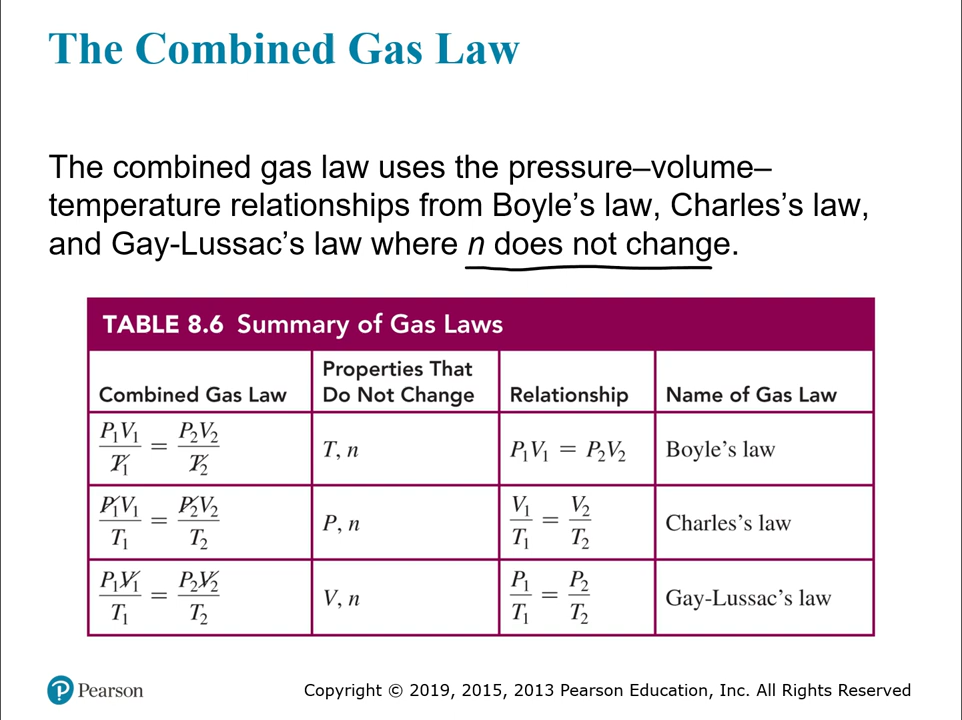 The Combined Gas Law
The combined gas law uses the pressure–volume–
temperature relationships from Boyle’s law, Charles’s law,
and Gay-Lussac’s law where n does not change.
TABLE 8.6 Summary of Gas Laws
Combined Gas Law | Properties That Do Not Change | Relationship | Name of Gas Law
P₁V₁/T₁ = P₂V₂/T₂ | T, n | P₁V₁ = P₂V₂ | Boyle’s law
P₁V₁/T₁ = P₂V₂/T₂ | P, n | V₁/T₁ = V₂/T₂ | Charles’s law
P₁V₁/T₁ = P₂V₂/T₂ | V, n | P₁/T₁ = P₂/T₂ | Gay-Lussac’s law
P Pearson
Copyright © 2019, 2015, 2013 Pearson Education, Inc. All Rights Reserved